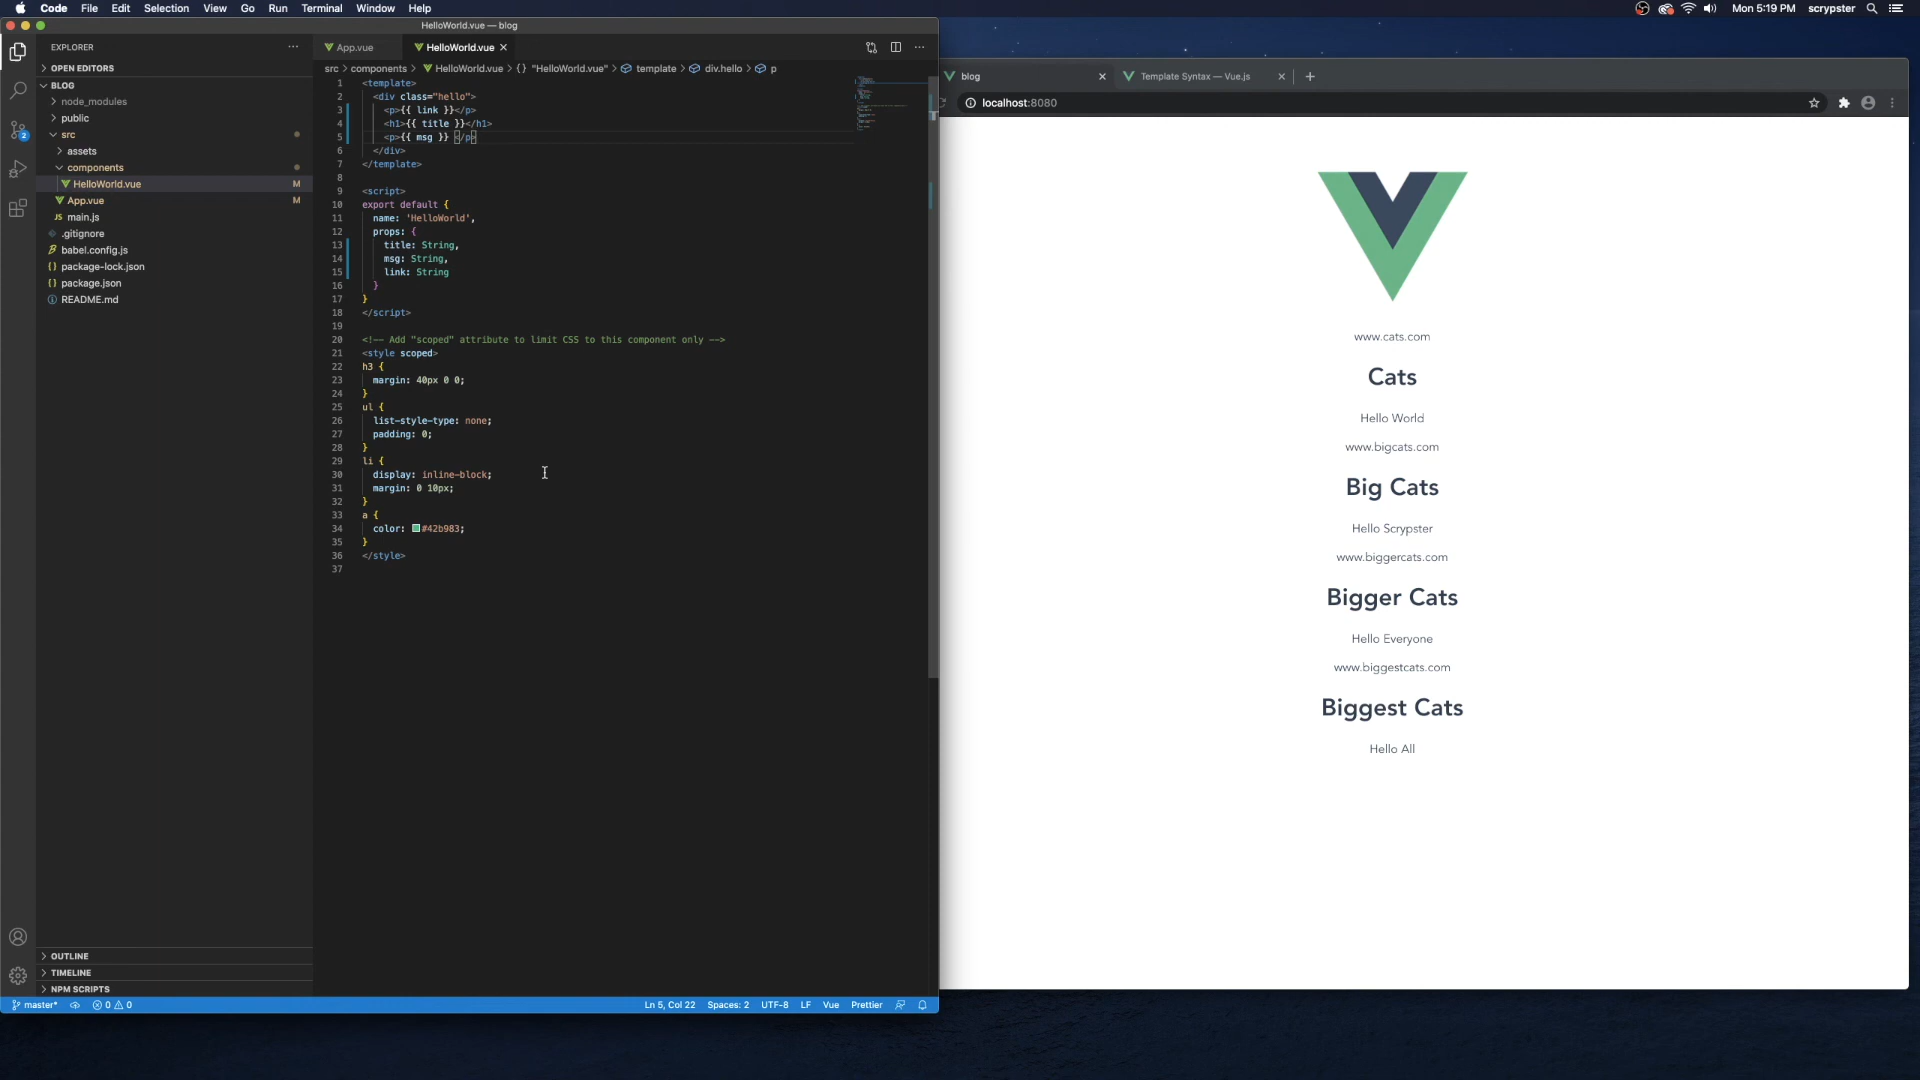 Code File Edit Selection View Go Run Terminal Window Help
Mon 5:19 PM scrypster
HelloWorld.vue — blog
EXPLORER
OPEN EDITORS
BLOG
node_modules
public
src
assets
components
HelloWorld.vue M
App.vue M
JS main.js
.gitignore
babel.config.js
package-lock.json
package.json
README.md
OUTLINE
TIMELINE
NPM SCRIPTS
2
App.vue HelloWorld.vue
src > components > HelloWorld.vue > {} "HelloWorld.vue" > template > div.hello > p
1 <template>
2 <div class="hello">
3 <p>{{ link }}</p>
4 <h1>{{ title }}</h1>
5 <p>{{ msg }} </p>
6 </div>
7 </template>
8
9 <script>
10 export default {
11 name: 'HelloWorld',
12 props: {
13 title: String,
14 msg: String,
15 link: String
16 }
17 }
18 </script>
19
20 <!-- Add "scoped" attribute to limit CSS to this component only -->
21 <style scoped>
22 h3 {
23 margin: 40px 0 0;
24 }
25 ul {
26 list-style-type: none;
27 padding: 0;
28 }
29 li {
30 display: inline-block;
31 margin: 0 10px;
32 }
33 a {
34 color: #42b983;
35 }
36 </style>
37
master* 0 0 Ln 5, Col 22 Spaces: 2 UTF-8 LF Vue Prettier
blog Template Syntax — Vue.js
localhost:8080
www.cats.com
Cats
Hello World
www.bigcats.com
Big Cats
Hello Scrypster
www.biggercats.com
Bigger Cats
Hello Everyone
www.biggestcats.com
Biggest Cats
Hello All